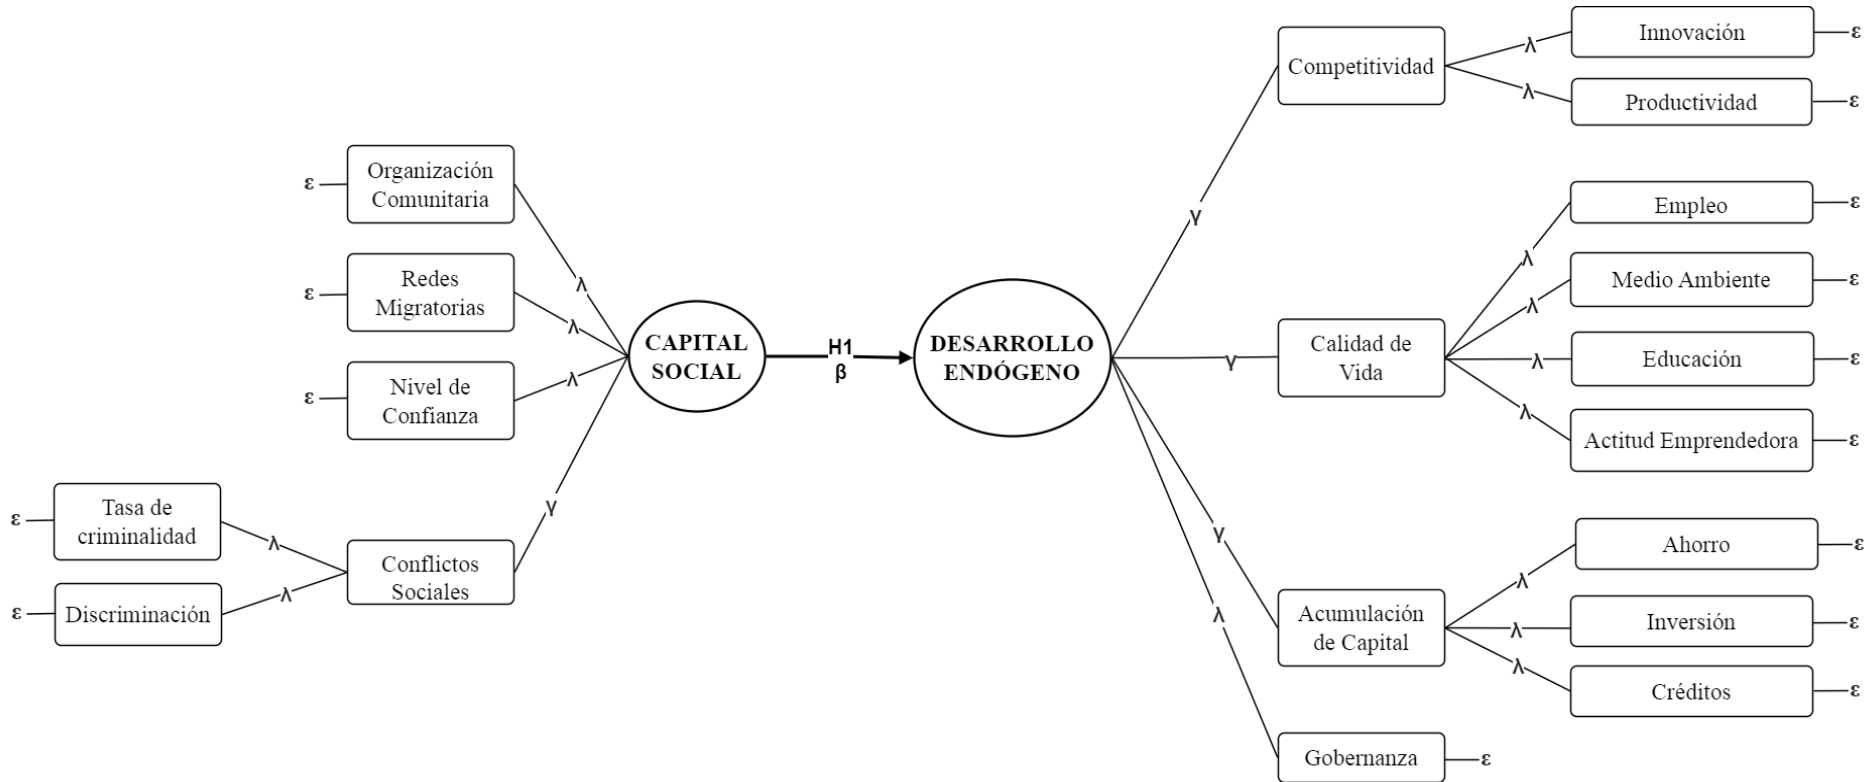 Organización
Comunitaria
ε
λ
Redes
Migratorias
ε
λ
Nivel de
Confianza
ε
λ
Tasa de
criminalidad
ε
λ
Discriminación
ε
λ
Conflictos
Sociales
γ
CAPITAL
SOCIAL
H1
β
DESARROLLO
ENDÓGENO
γ
Competitividad
λ
Innovación
ε
λ
Productividad
ε
γ
Calidad de
Vida
λ
Empleo
ε
λ
Medio Ambiente
ε
λ
Educación
ε
λ
Actitud Emprendedora
ε
γ
Acumulación
de Capital
λ
Ahorro
ε
λ
Inversión
ε
λ
Créditos
ε
λ
Gobernanza
ε